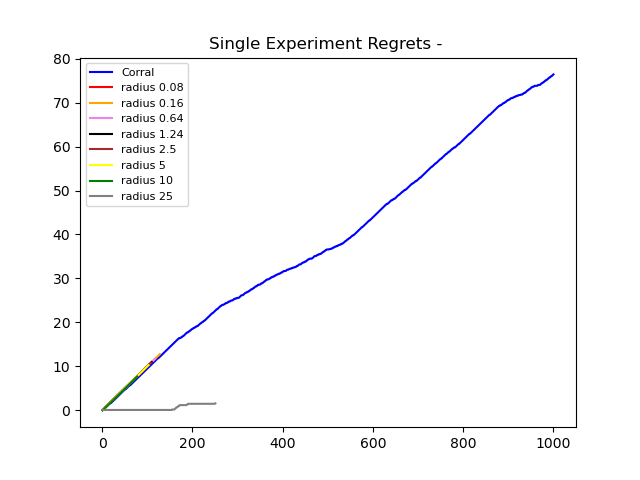 Single Experiment Regrets -
80
70
60
50
40
30
20
10
0
Corral
radius 0.08
radius 0.16
radius 0.64
radius 1.24
radius 2.5
radius 5
radius 10
radius 25
0 200 400 600 800 1000